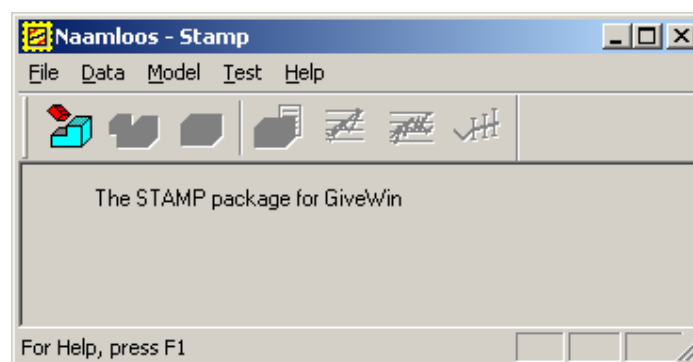 Naamloos - Stamp
File Data Model Test Help
The STAMP package for GiveWin
For Help, press F1